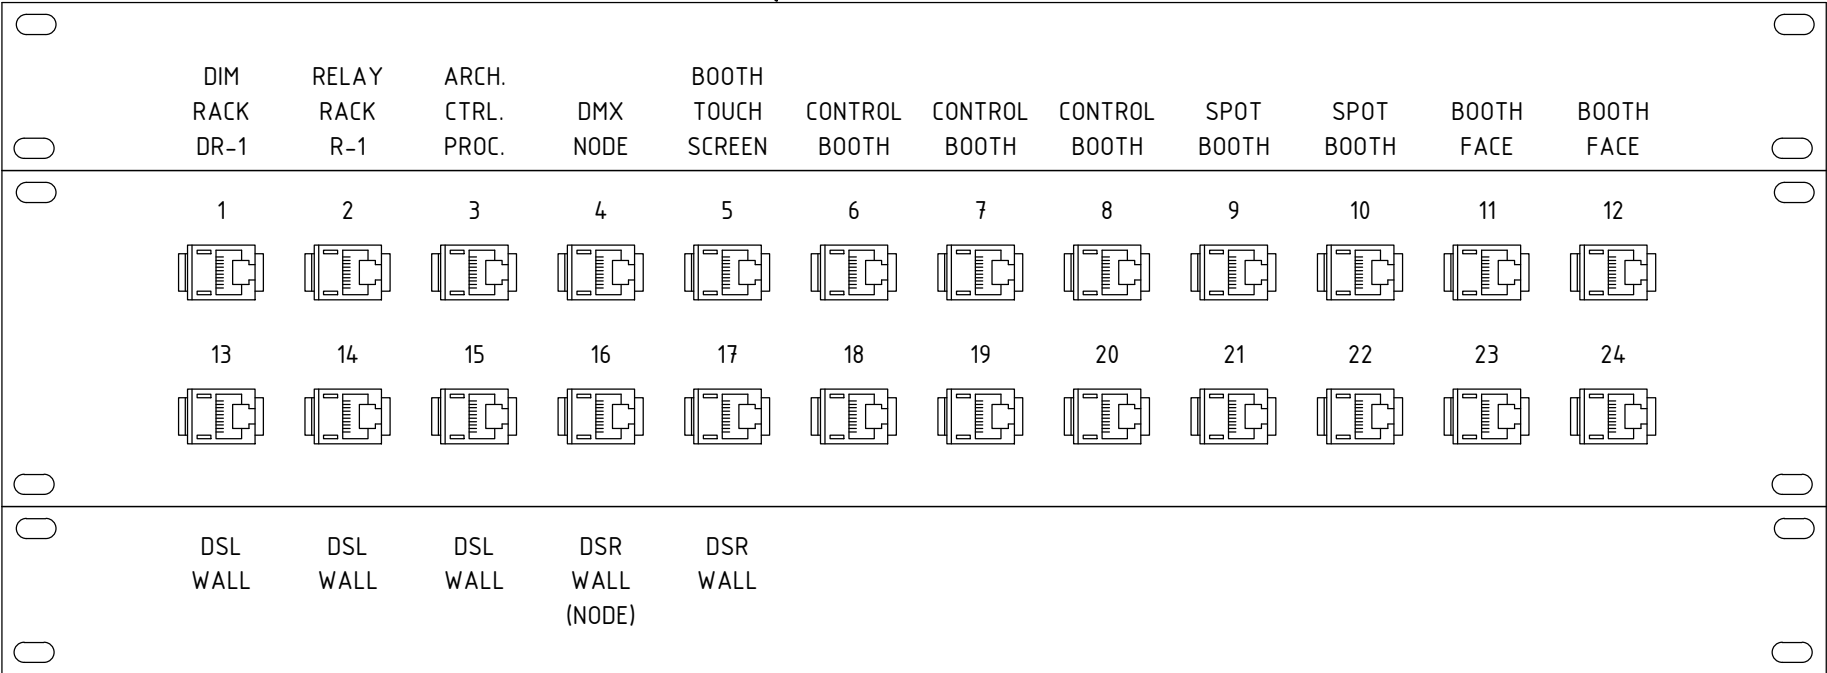 DIM RELAY ARCH. BOOTH
RACK RACK CTRL. DMX TOUCH CONTROL CONTROL CONTROL SPOT SPOT BOOTH BOOTH
DR-1 R-1 PROC. NODE SCREEN BOOTH BOOTH BOOTH BOOTH BOOTH FACE FACE
1 2 3 4 5 6 7 8 9 10 11 12
13 14 15 16 17 18 19 20 21 22 23 24
DSL DSL DSL DSR DSR
WALL WALL WALL WALL WALL
(NODE)